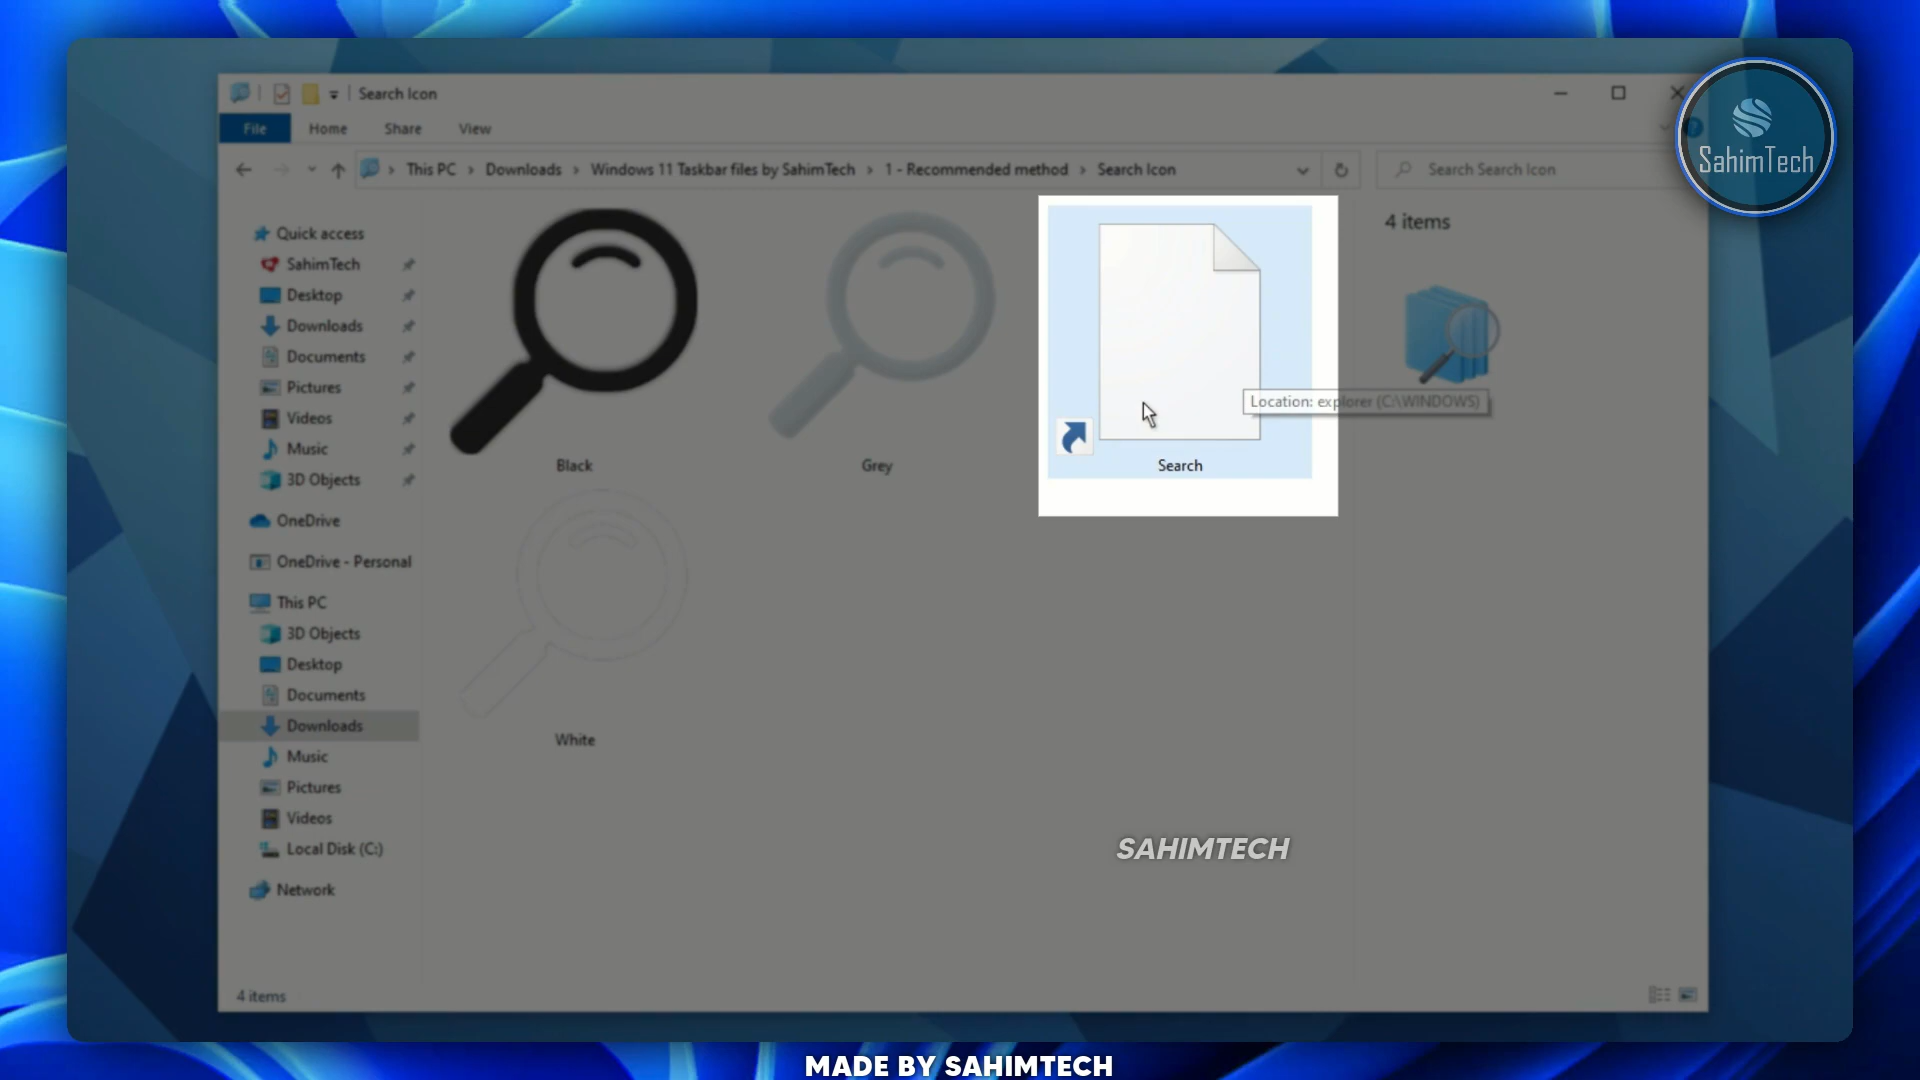 Search Icon
SahimTech
File Home Share View
This PC > Downloads > Windows 11 Taskbar files by SahimTech > 1 - Recommended method > Search Icon
Search Search Icon
Quick access
SahimTech
Desktop
Downloads
Documents
Pictures
Videos
Music
3D Objects
OneDrive
OneDrive - Personal
This PC
3D Objects
Desktop
Documents
Downloads
Music
Pictures
Videos
Local Disk (C:)
Network
Black
Grey
Search
White
Location: explorer (C:\WINDOWS)
4 items
SAHIMTECH
4 items
MADE BY SAHIMTECH